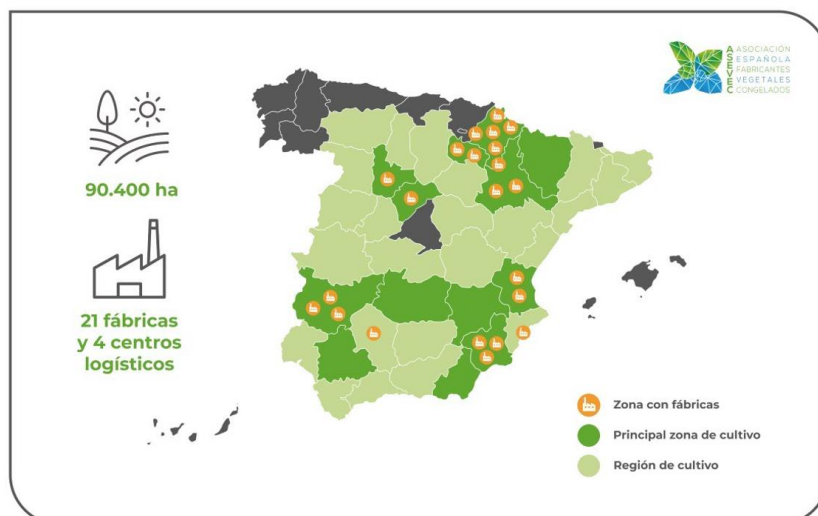 ASEVEC
ASOCIACIÓN
ESPAÑOLA
FABRICANTES
VEGETALES
CONGELADOS
90.400 ha
21 fábricas
y 4 centros
logísticos
Zona con fábricas
Principal zona de cultivo
Región de cultivo